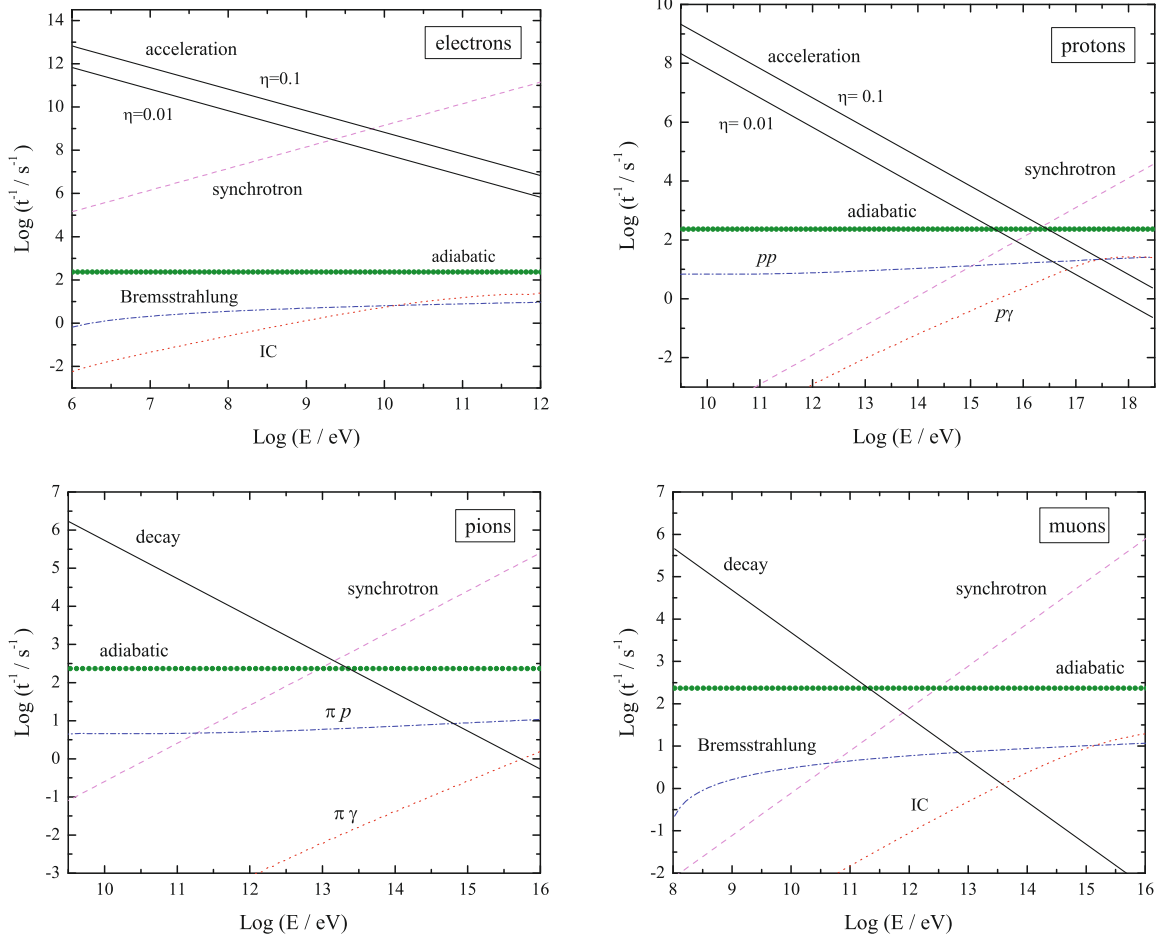 electrons
acceleration
η=0.1
η=0.01
synchrotron
adiabatic
Bremsstrahlung
IC
14
12
10
8
6
4
2
0
-2
6
7
8
9
10
11
12
Log (t⁻¹ / s⁻¹)
Log (E / eV)
protons
acceleration
η= 0.1
η= 0.01
synchrotron
adiabatic
pp
pγ
10
8
6
4
2
0
-2
10
11
12
13
14
15
16
17
18
Log (t⁻¹ / s⁻¹)
Log (E / eV)
pions
decay
synchrotron
adiabatic
π p
π γ
7
6
5
4
3
2
1
0
-1
-2
-3
10
11
12
13
14
15
16
Log (t⁻¹ / s⁻¹)
Log (E / eV)
muons
decay
synchrotron
adiabatic
Bremsstrahlung
IC
7
6
5
4
3
2
1
0
-1
-2
8
9
10
11
12
13
14
15
16
Log (t⁻¹ / s⁻¹)
Log (E / eV)